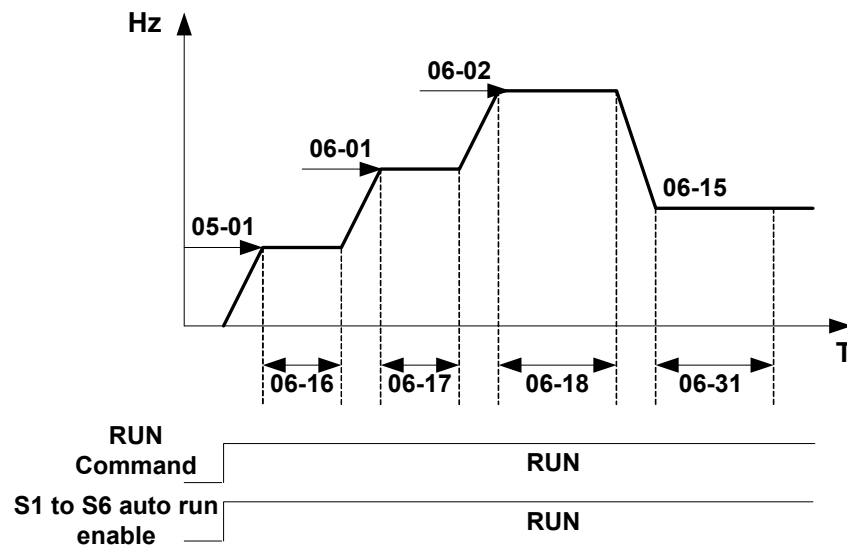 Hz
06-02
06-01
06-15
05-01
T
06-16 06-17 06-18 06-31
RUN
Command
RUN
S1 to S6 auto run
enable
RUN